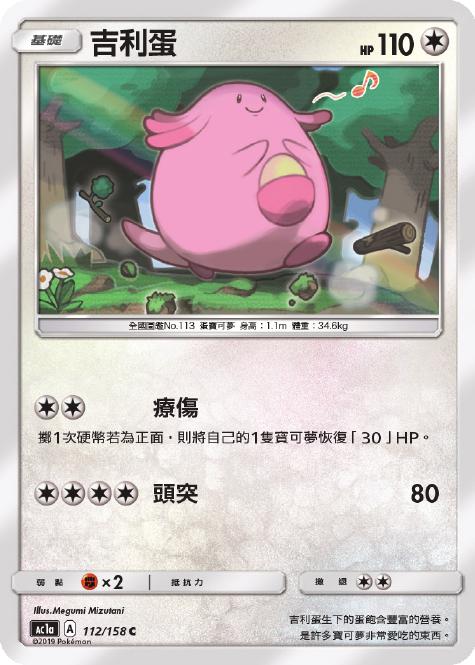 基礎 吉利蛋 HP 110
全國圖鑑No.113 蛋寶可夢 身高:1.1m 體重:34.6kg
療傷
擲1次硬幣若為正面,則將自己的1隻寶可夢恢復「30」HP。
頭突 80
弱點 ×2 抵抗力 撤退
Illus.Megumi Mizutani
AC1a A 112/158 C
©2019 Pokémon
吉利蛋生下的蛋飽含豐富的營養。
是許多寶可夢非常愛吃的東西。